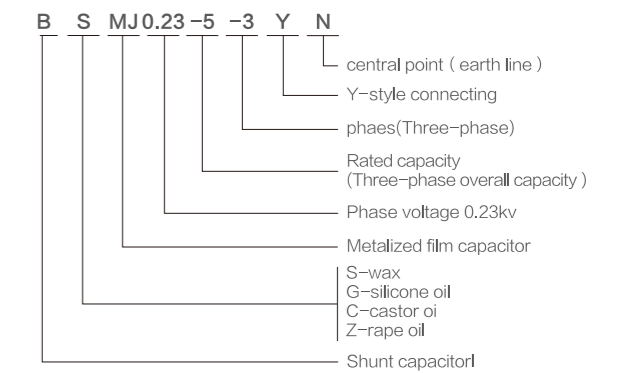 B S MJ 0.23 -5 -3 Y N
central point ( earth line )
Y-style connecting
phaes(Three-phase)
Rated capacity
(Three-phase overall capacity )
Phase voltage 0.23kv
Metalized film capacitor
S-wax
G-silicone oil
C-castor oi
Z-rape oil
Shunt capacitorl